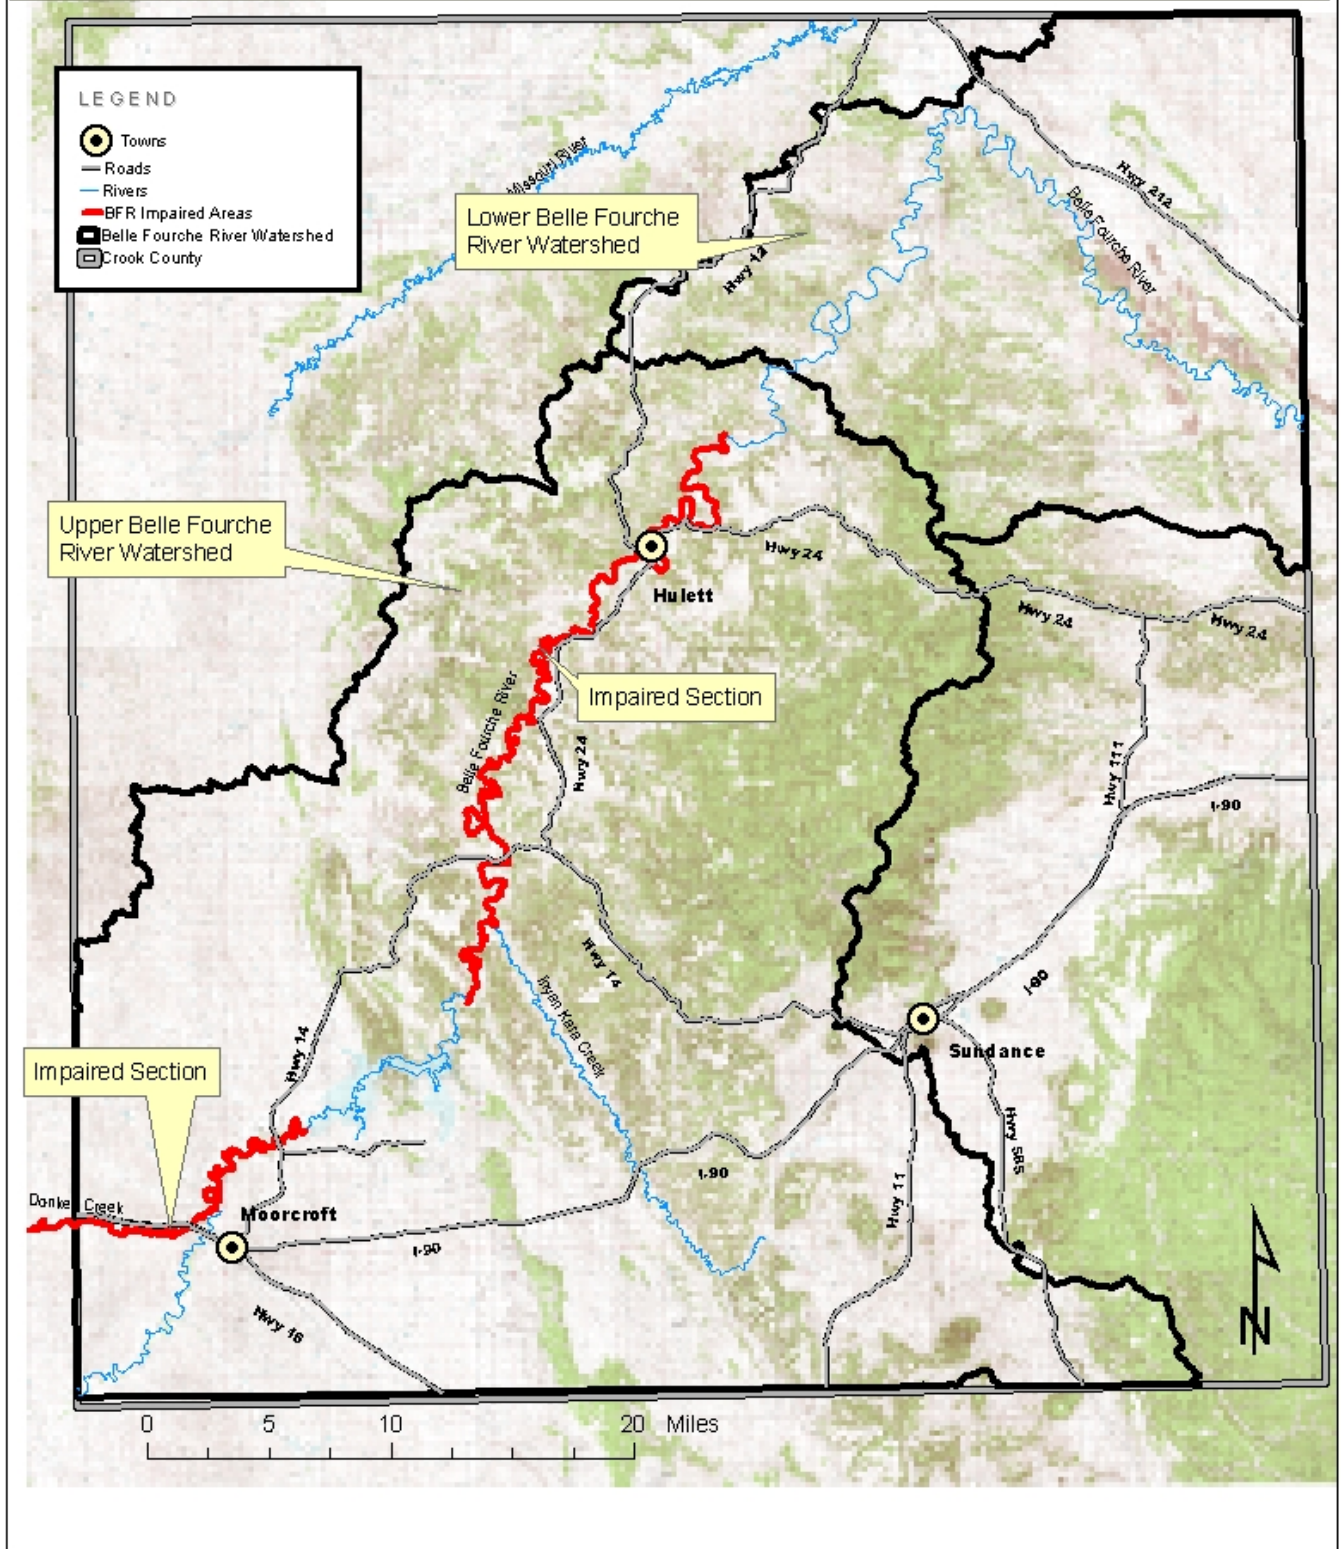 LEGEND
Towns
Roads
Rivers
BFR Impaired Areas
Belle Fourche River Watershed
Crook County
Missouri River
Lower Belle Fourche
River Watershed
Hwy 212
Belle Fourche River
Upper Belle Fourche
River Watershed
Hwy 24
Hulett
Hwy 24
Hwy 24
Impaired Section
Belle Fourche River
Hwy 24
Hwy 111
I-90
Hwy 14
Inyan Kara Creek
I-90
Hwy 14
Sundance
Impaired Section
Hwy 585
I-90
Hwy 11
Creek
Moorcroft
I-90
Hwy 16
N
0 5 10 20 Miles